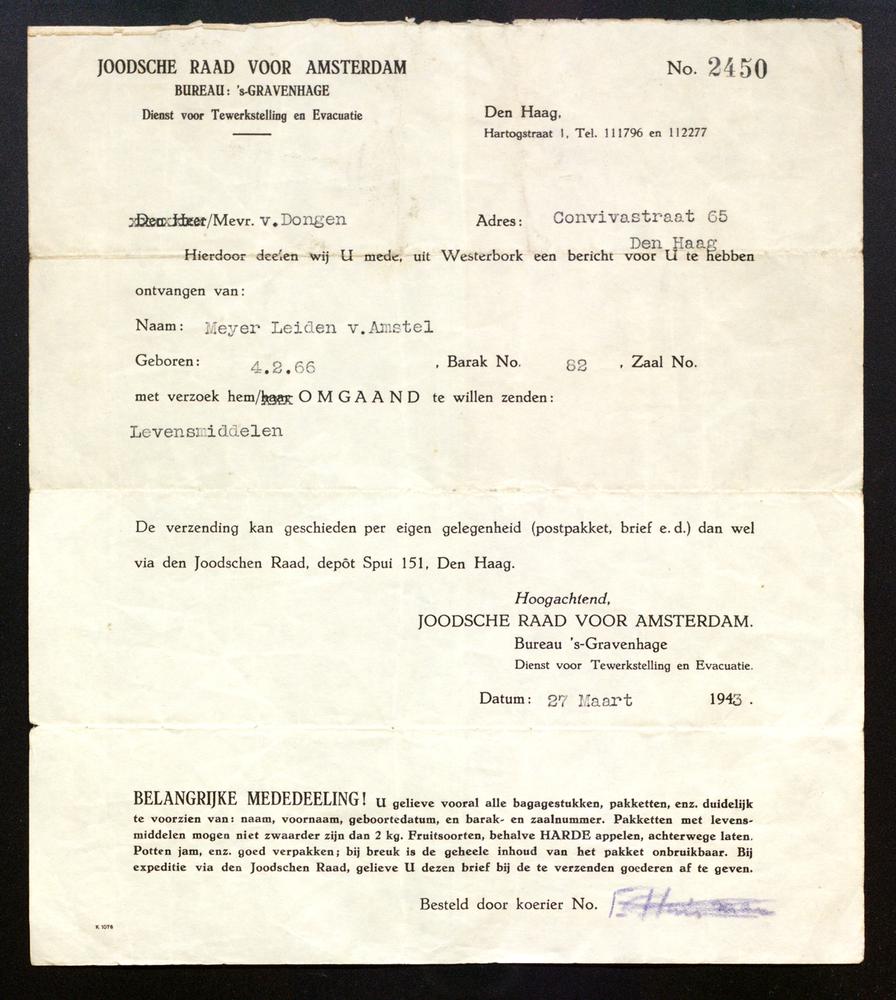 JOODSCHE RAAD VOOR AMSTERDAM
BUREAU: 's-GRAVENHAGE
Dienst voor Tewerkstelling en Evacuatie
No. 2450
Den Haag,
Hartogstraat 1, Tel. 111796 en 112277
Den Heer/Mevr. v.Dongen
Adres: Convivastraat 65
Den Haag
Hierdoor deelen wij U mede, uit Westerbork een bericht voor U te hebben
ontvangen van:
Naam: Meyer Leiden v.Amstel
Geboren: 4.2.66 , Barak No. 82 , Zaal No.
met verzoek hem/haar OMGAAND te willen zenden:
Levensmiddelen
De verzending kan geschieden per eigen gelegenheid (postpakket, brief e.d.) dan wel
via den Joodschen Raad, depôt Spui 151, Den Haag.
Hoogachtend,
JOODSCHE RAAD VOOR AMSTERDAM.
Bureau 's-Gravenhage
Dienst voor Tewerkstelling en Evacuatie.
Datum: 27 Maart 1943.
BELANGRIJKE MEDEDEELING! U gelieve vooral alle bagagestukken, pakketten, enz. duidelijk
te voorzien van: naam, voornaam, geboortedatum, en barak- en zaalnummer. Pakketten met levens-
middelen mogen niet zwaarder zijn dan 2 kg. Fruitsoorten, behalve HARDE appelen, achterwege laten.
Potten jam, enz. goed verpakken; bij breuk is de geheele inhoud van het pakket onbruikbaar. Bij
expeditie via den Joodschen Raad, gelieve U dezen brief bij de te verzenden goederen af te geven.
Besteld door koerier No.
K 1076